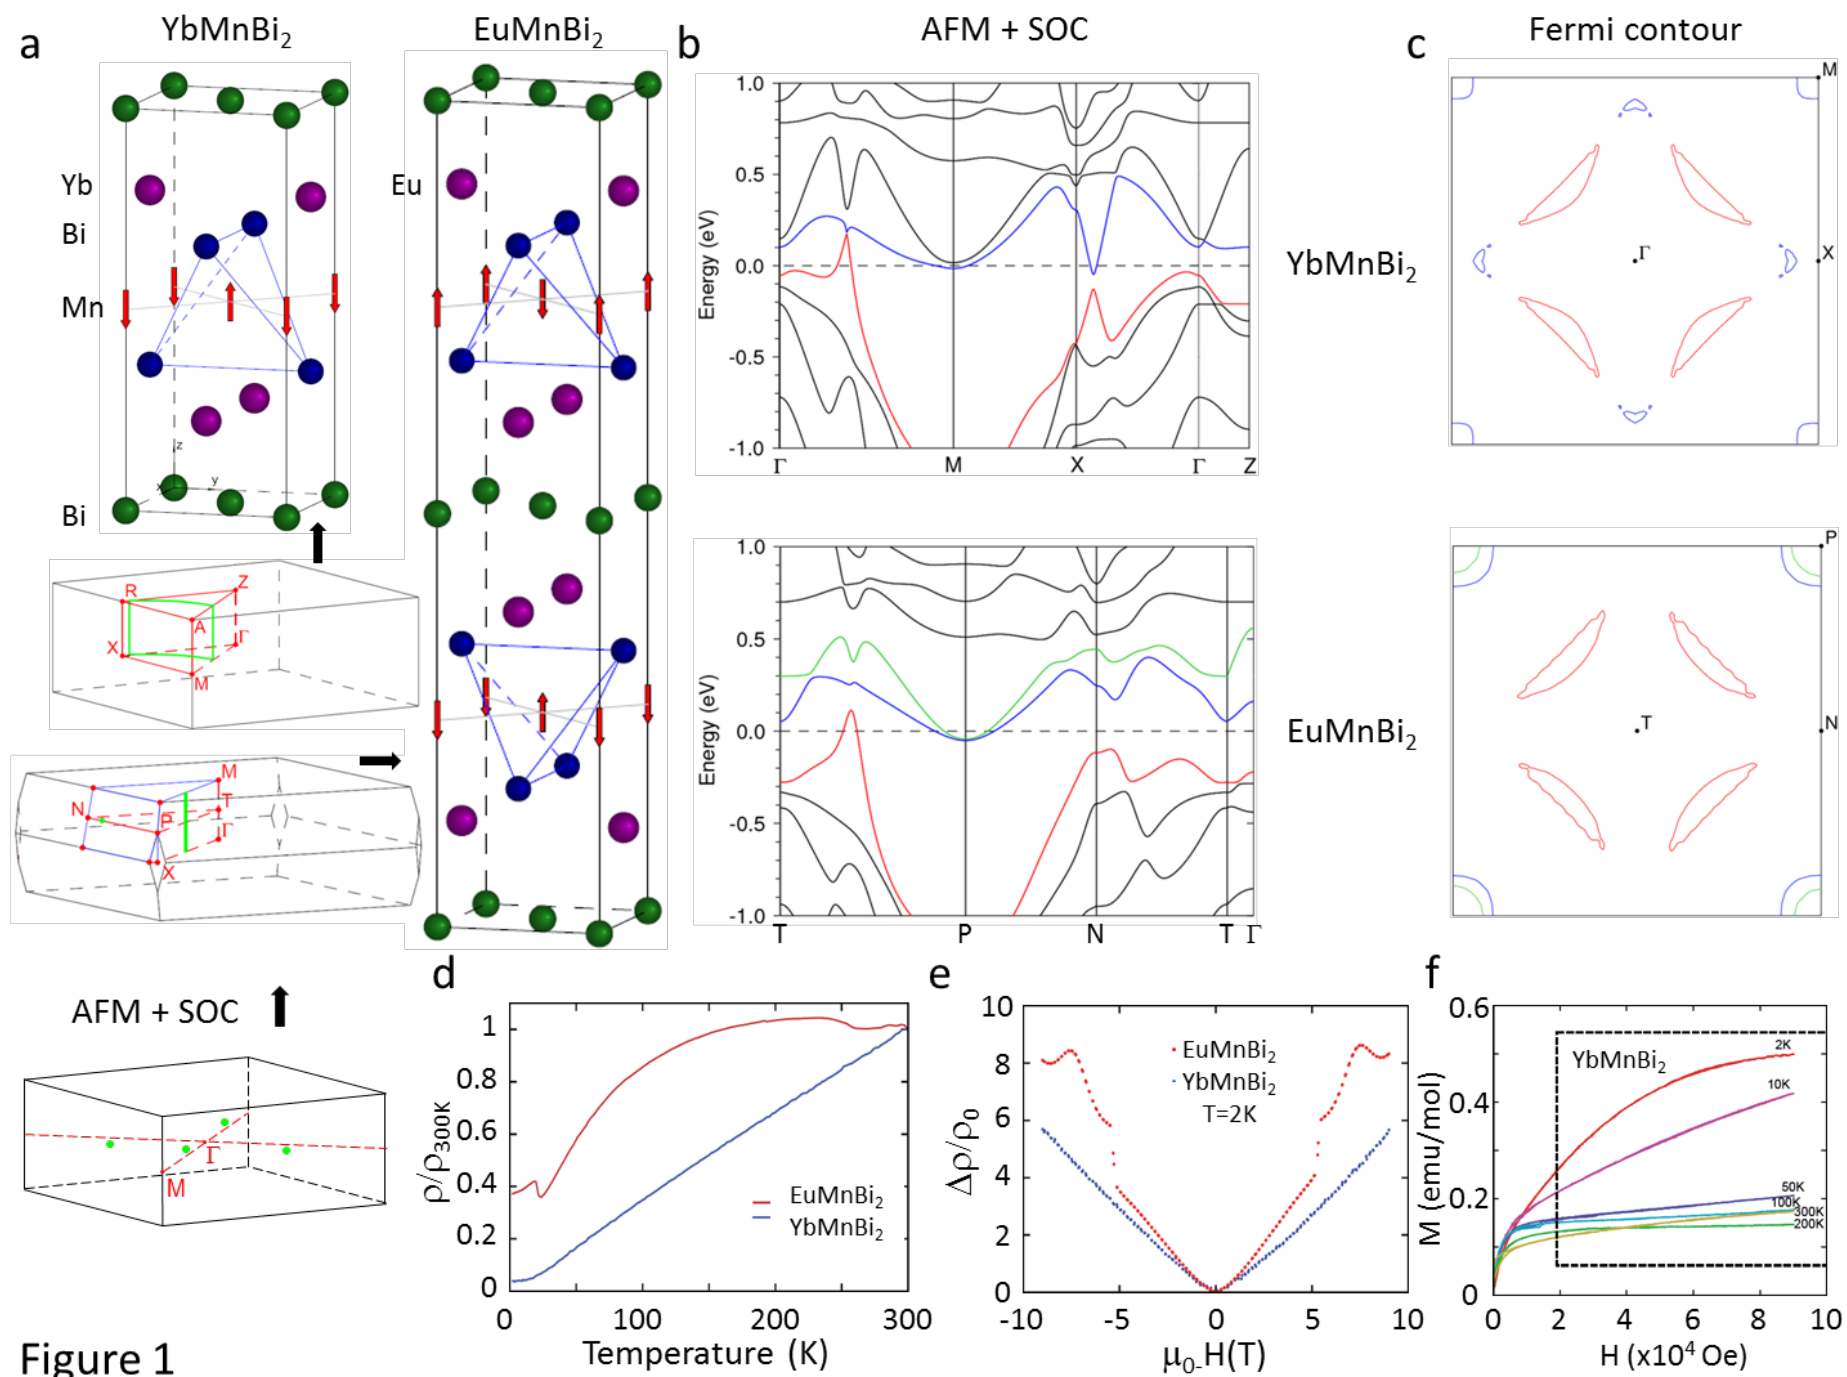 a
YbMnBi2
EuMnBi2
b
AFM + SOC
c
Fermi contour
Yb
Bi
Mn
Bi
z
x
y
Eu
R
Z
A
X
Γ
M
M
N
T
P
Γ
X
AFM + SOC
Γ
M
Energy (eV)
1.0
0.5
0.0
-0.5
-1.0
Γ
M
X
Γ
Z
YbMnBi2
M
Γ
X
Energy (eV)
1.0
0.5
0.0
-0.5
-1.0
T
P
N
T
Γ
EuMnBi2
P
T
N
d
ρ/ρ300K
1
0.8
0.6
0.4
0.2
0
EuMnBi2
YbMnBi2
0
100
200
300
Temperature (K)
e
Δρ/ρ0
10
8
6
4
2
0
EuMnBi2
YbMnBi2
T=2K
-10
-5
0
5
10
μ0-H(T)
f
M (emu/mol)
0.6
0.4
0.2
0
YbMnBi2
2K
10K
50K
100K
300K
200K
0
2
4
6
8
10
H (x10^4 Oe)
Figure 1